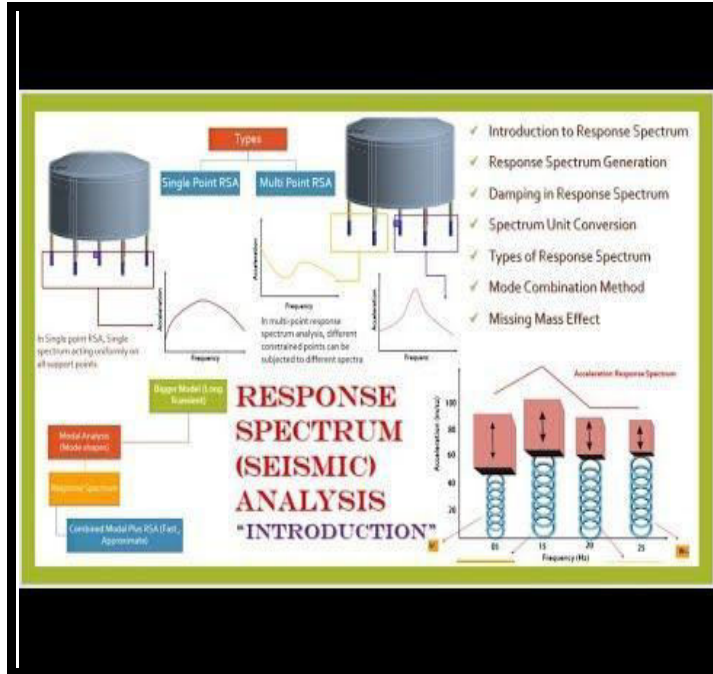 Types
Single Point RSA
Multi Point RSA
Acceleration
Frequency
In Single point RSA, Single
spectrum acting uniformly on
all support points
Acceleration
Frequency
In multi-point response
spectrum analysis, different
constrained points can be
subjected to different spectra
Acceleration
Frequenc
✓ Introduction to Response Spectrum
✓ Response Spectrum Generation
✓ Damping in Response Spectrum
✓ Spectrum Unit Conversion
✓ Types of Response Spectrum
✓ Mode Combination Method
✓ Missing Mass Effect
Bigger Model (Long
Transient)
Modal Analysis
(Mode shapes)
Response Spectrum
Combined Modal Plus RSA (Fast,
Approximate)
RESPONSE
SPECTRUM
(SEISMIC)
ANALYSIS
"INTRODUCTION"
Acceleration Response Spectrum
Acceleration
100
80
60
40
20
15
20
25
Frequency (Hz)